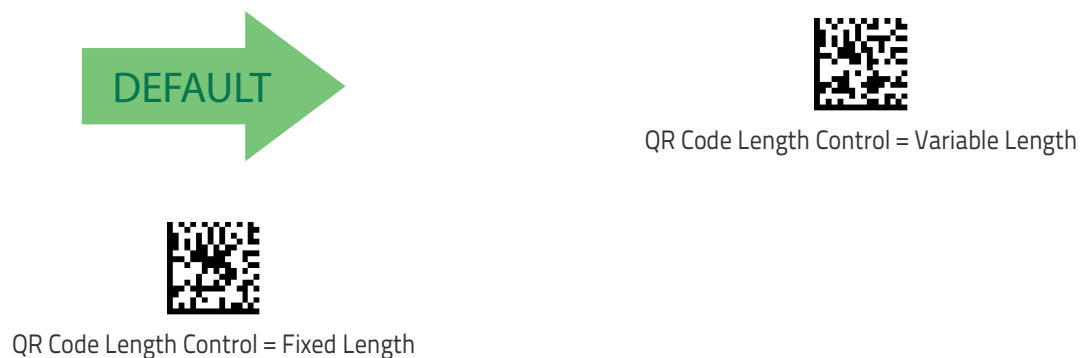 DEFAULT
QR Code Length Control = Variable Length
QR Code Length Control = Fixed Length